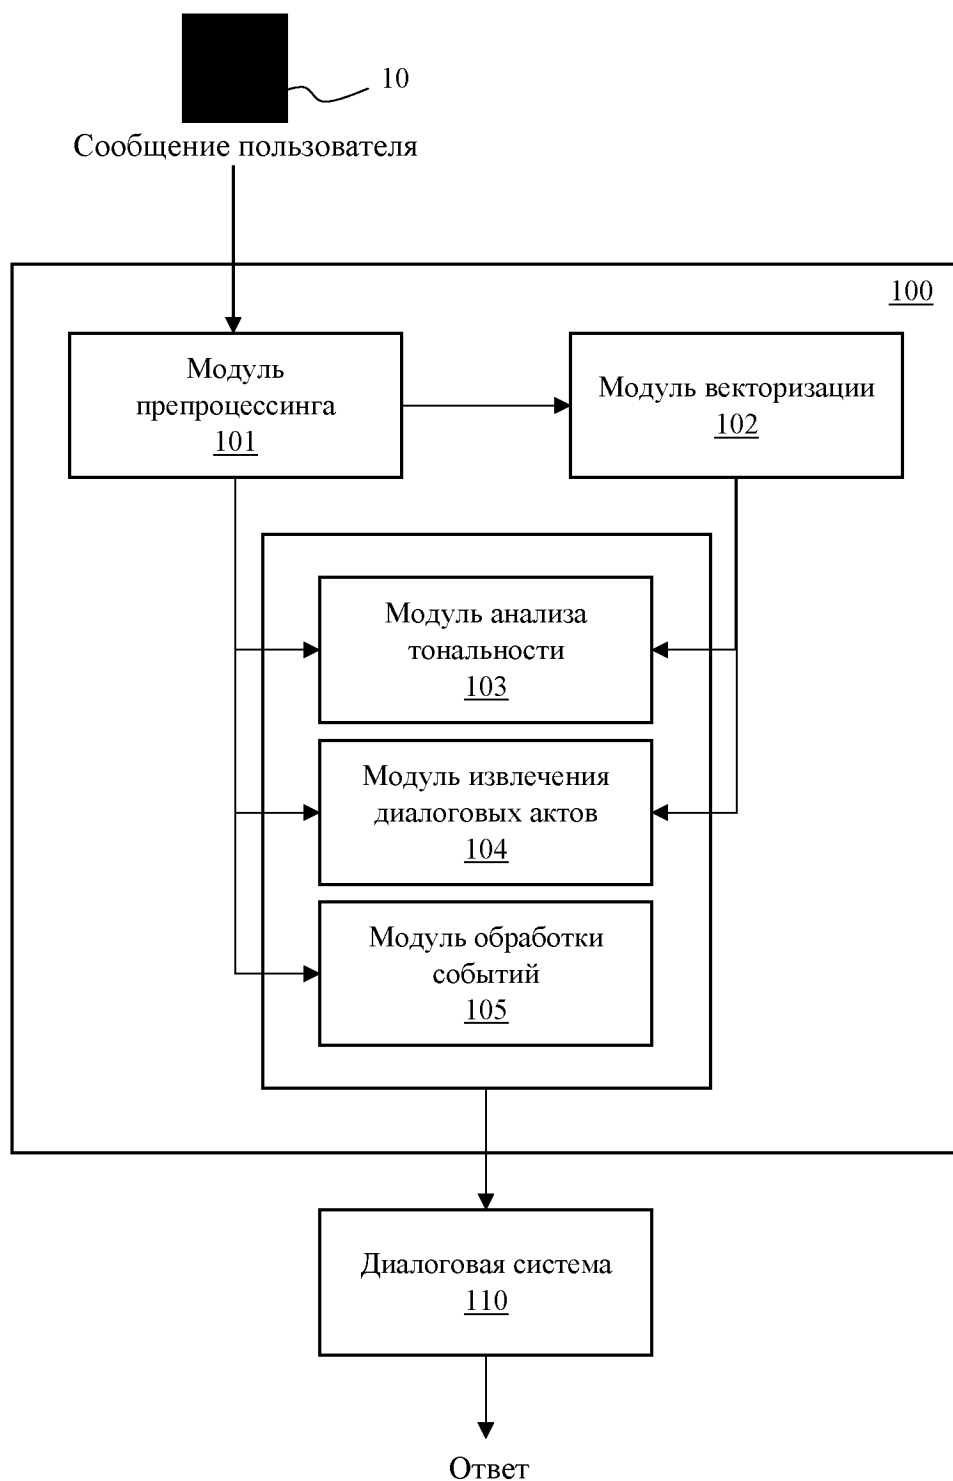 10
Сообщение пользователя
100
Модуль
препроцессинга
101
Модуль векторизации
102
Модуль анализа
тональности
103
Модуль извлечения
диалоговых актов
104
Модуль обработки
событий
105
Диалоговая система
110
Ответ